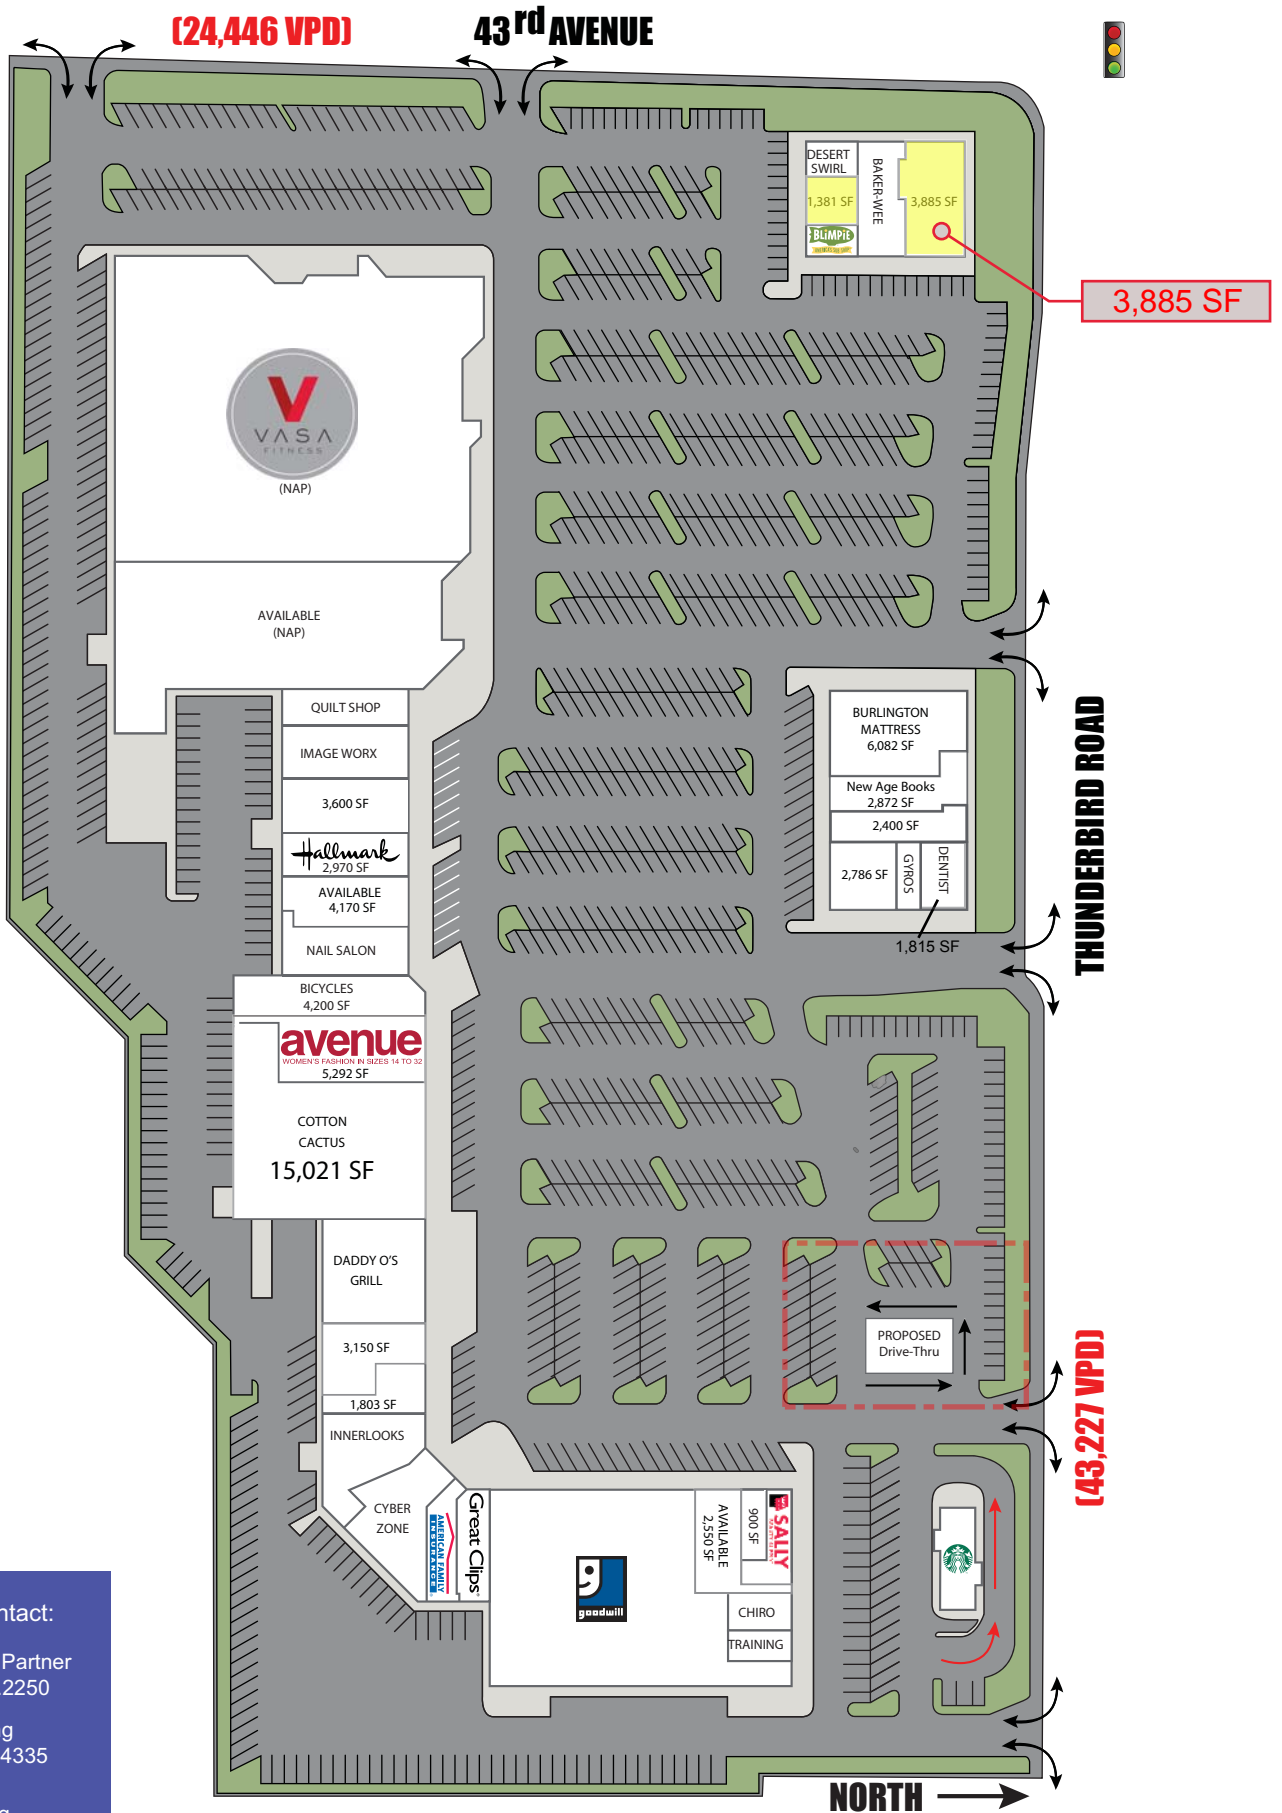 (24,446 VPD)
43rd AVENUE
DESERT
SWIRL
1,381 SF
BLIMPIE
BAKER-WEE
3,885 SF
3,885 SF
VASA
FITNESS
(NAP)
AVAILABLE
(NAP)
QUILT SHOP
IMAGE WORX
3,600 SF
Hallmark
2,970 SF
AVAILABLE
4,170 SF
NAIL SALON
BICYCLES
4,200 SF
avenue
WOMEN'S FASHION IN SIZES 14 TO 32
5,292 SF
COTTON
CACTUS
15,021 SF
DADDY O'S
GRILL
3,150 SF
1,803 SF
INNERLOOKS
CYBER
ZONE
AMERICAN FAMILY
INSURANCE
Great Clips
goodwill
AVAILABLE
2,550 SF
900 SF
SALLY
CHIRO
TRAINING
BURLINGTON
MATTRESS
6,082 SF
New Age Books
2,872 SF
2,400 SF
2,786 SF
GYROS
DENTIST
1,815 SF
THUNDERBIRD ROAD
PROPOSED
Drive-Thru
(43,227 VPD)
NORTH
ntact:
Partner
.2250
g
4335